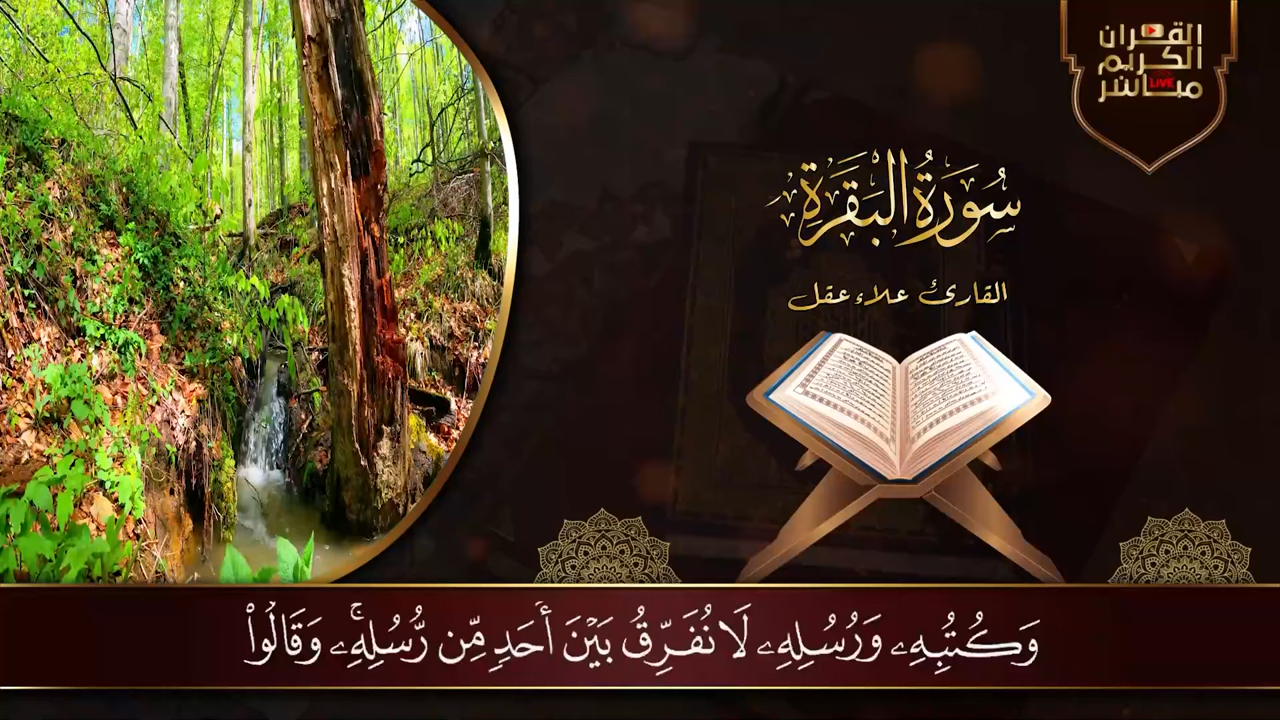 القرآن
الكريم
مباشر
LIVE
سُورَةُ البَقَرَةِ
القارئ علاء عقل
وَكُتُبِهِۦ وَرُسُلِهِۦ لَا نُفَرِّقُ بَيْنَ أَحَدٍ مِّن رُّسُلِهِۦۚ وَقَالُوا۟